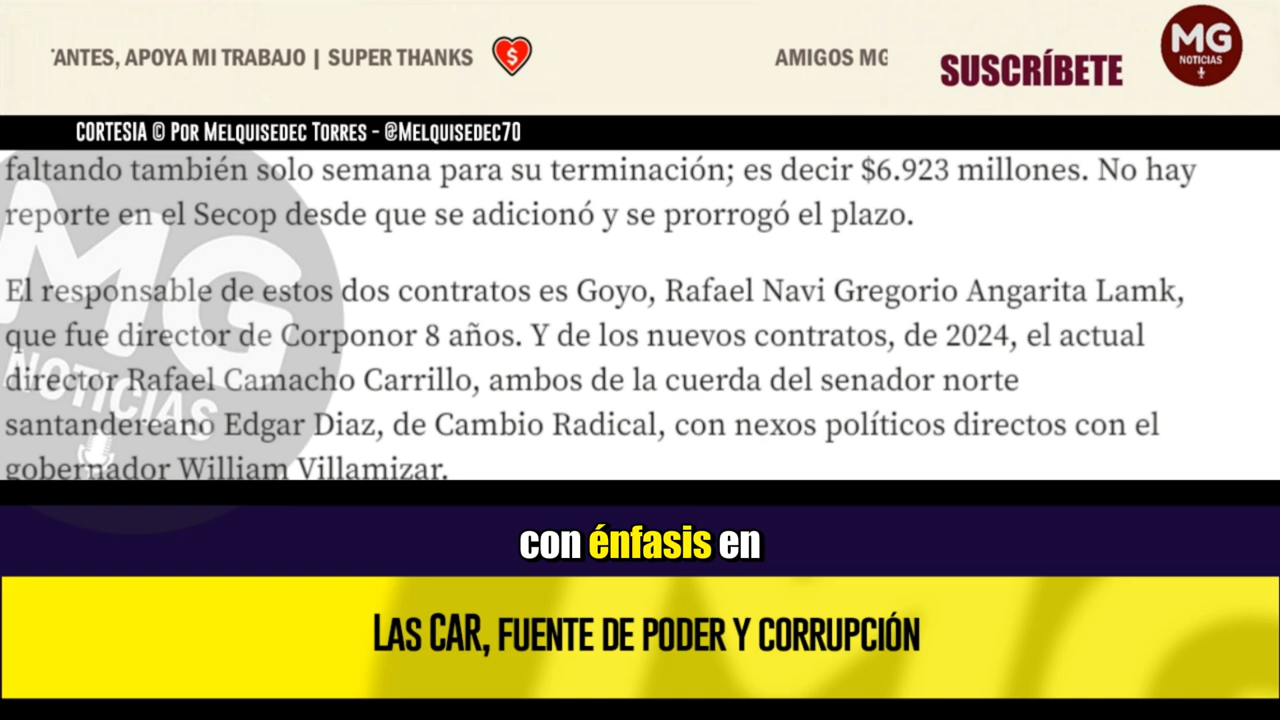 TANTES, APOYA MI TRABAJO | SUPER THANKS
AMIGOS MG
SUSCRÍBETE
MG
NOTICIAS
CORTESIA © POR MELQUISEDEC TORRES - @MELQUISEDEC70
faltando también solo semana para su terminación; es decir $6.923 millones. No hay
reporte en el Secop desde que se adicionó y se prorrogó el plazo.
El responsable de estos dos contratos es Goyo, Rafael Navi Gregorio Angarita Lamk,
que fue director de Corponor 8 años. Y de los nuevos contratos, de 2024, el actual
director Rafael Camacho Carrillo, ambos de la cuerda del senador norte
santandereano Edgar Diaz, de Cambio Radical, con nexos políticos directos con el
gobernador William Villamizar.
MG
NOTICIAS
con énfasis en
LAS CAR, FUENTE DE PODER Y CORRUPCIÓN